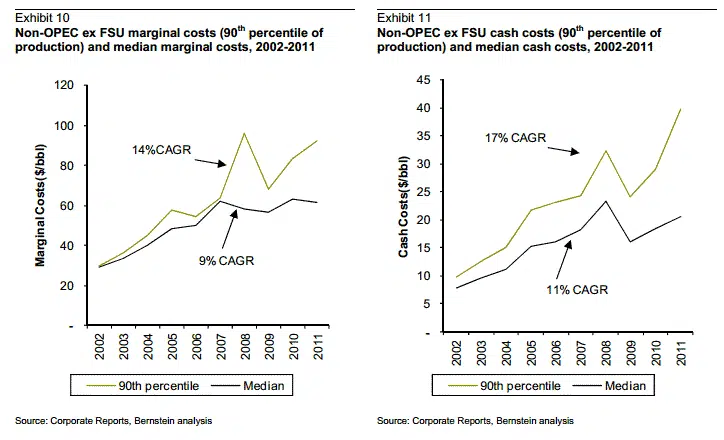 Exhibit 10
Non-OPEC ex FSU marginal costs (90th percentile of
production) and median marginal costs, 2002-2011
120
100
80
60
40
20
-
Marginal Costs($/bbl)
14%CAGR
9% CAGR
2002
2003
2004
2005
2006
2007
2008
2009
2010
2011
90th percentile
Median
Source: Corporate Reports, Bernstein analysis
Exhibit 11
Non-OPEC ex FSU cash costs (90th percentile of
production) and median cash costs, 2002-2011
45
40
35
30
25
20
15
10
5
-
Cash Costs($/bbl)
17% CAGR
11% CAGR
2002
2003
2004
2005
2006
2007
2008
2009
2010
2011
90th percentile
Median
Source: Corporate Reports, Bernstein analysis